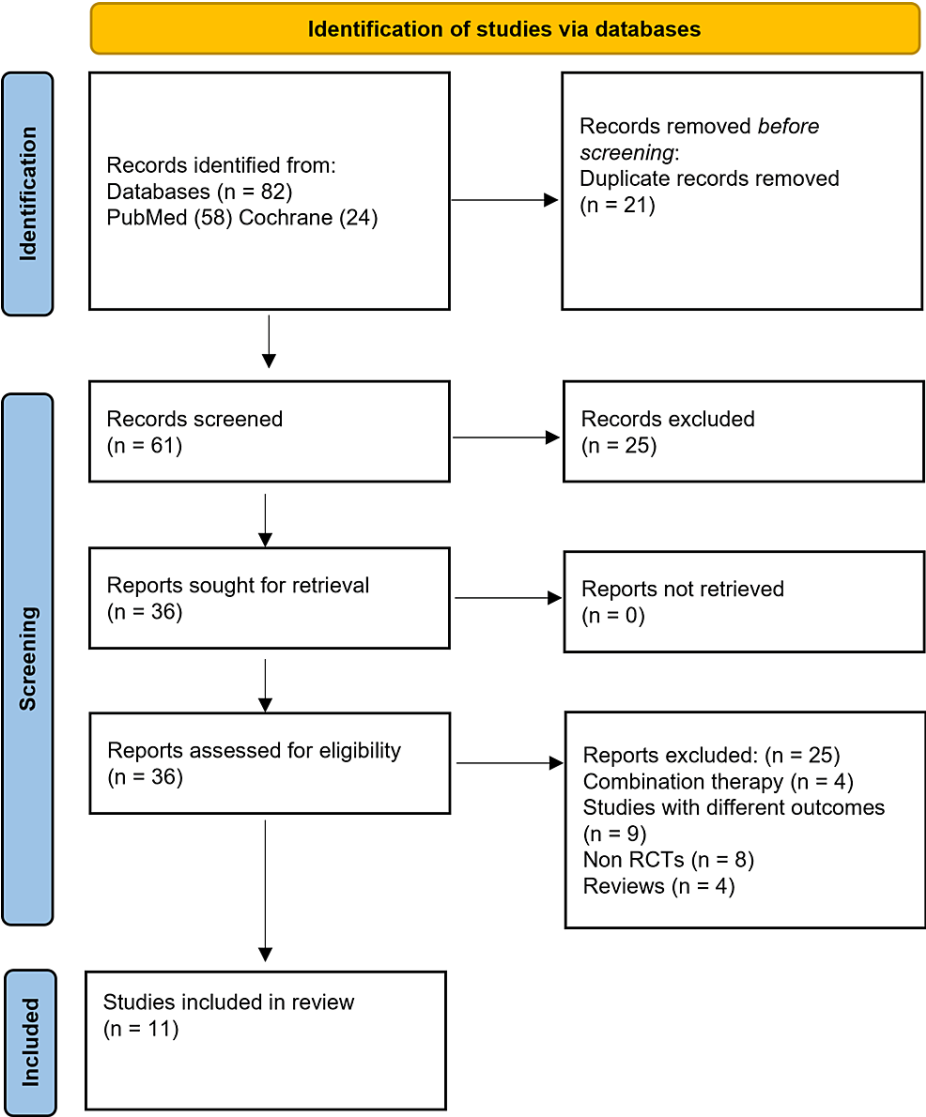 Identification of studies via databases
Identification
Records identified from:
Databases (n = 82)
PubMed (58) Cochrane (24)
Records removed before
screening:
Duplicate records removed
(n = 21)
Screening
Records screened
(n = 61)
Records excluded
(n = 25)
Reports sought for retrieval
(n = 36)
Reports not retrieved
(n = 0)
Reports assessed for eligibility
(n = 36)
Reports excluded: (n = 25)
Combination therapy (n = 4)
Studies with different outcomes
(n = 9)
Non RCTs (n = 8)
Reviews (n = 4)
Included
Studies included in review
(n = 11)